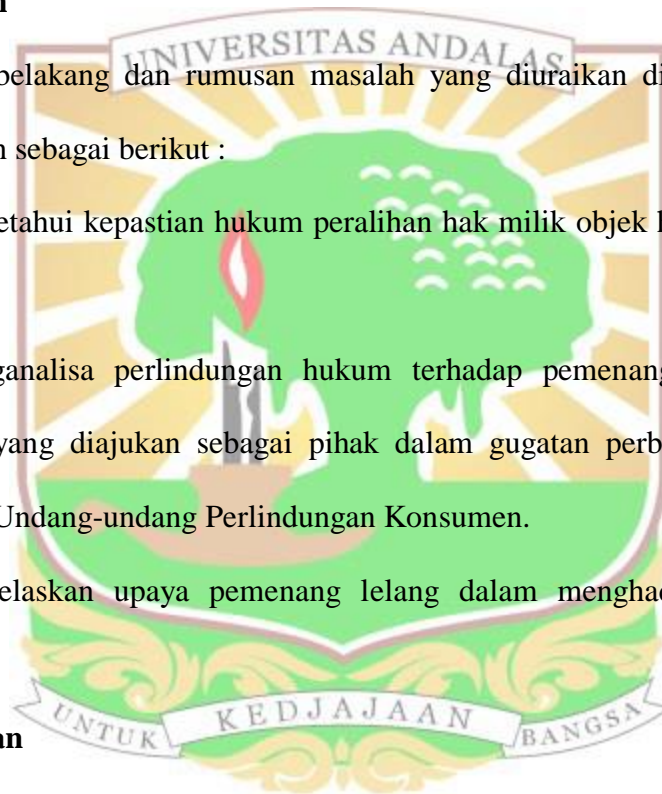 UNIVERSITAS ANDALAS
belakang dan rumusan masalah yang diuraikan di
sebagai berikut :
etahui kepastian hukum peralihan hak milik objek
ganalisa perlindungan hukum terhadap pemenang
yang diajukan sebagai pihak dalam gugatan perb
Undang-undang Perlindungan Konsumen.
elaskan upaya pemenang lelang dalam menghad
UNTUK KEDJAJAAN BANGSA
an